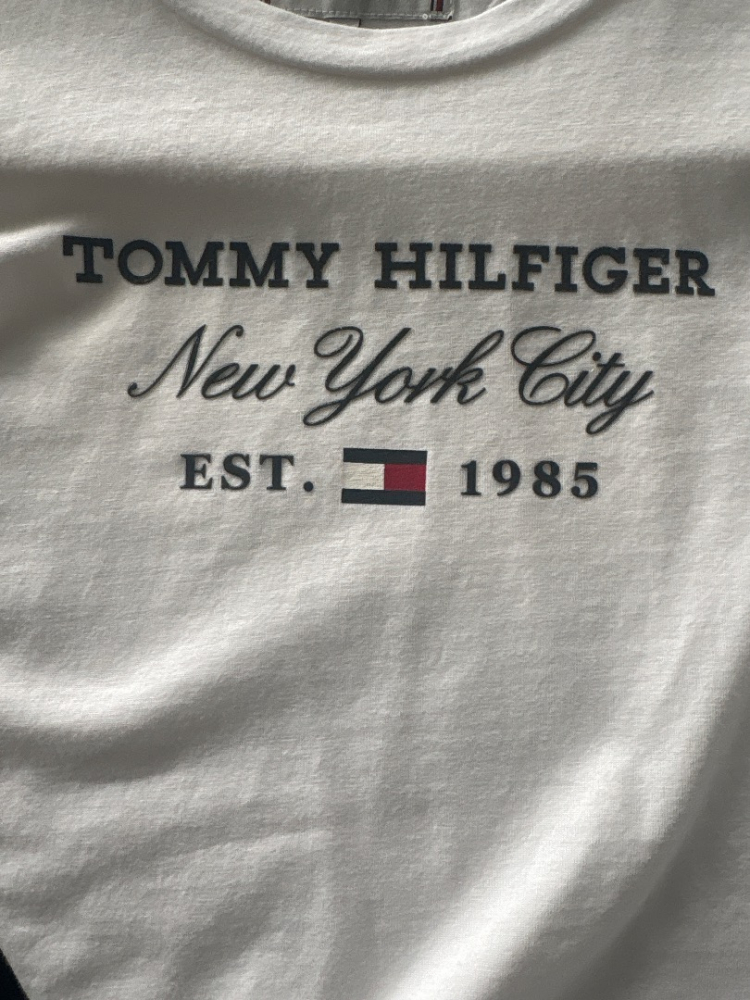 TOMMY HILFIGER
New York City
EST. 1985